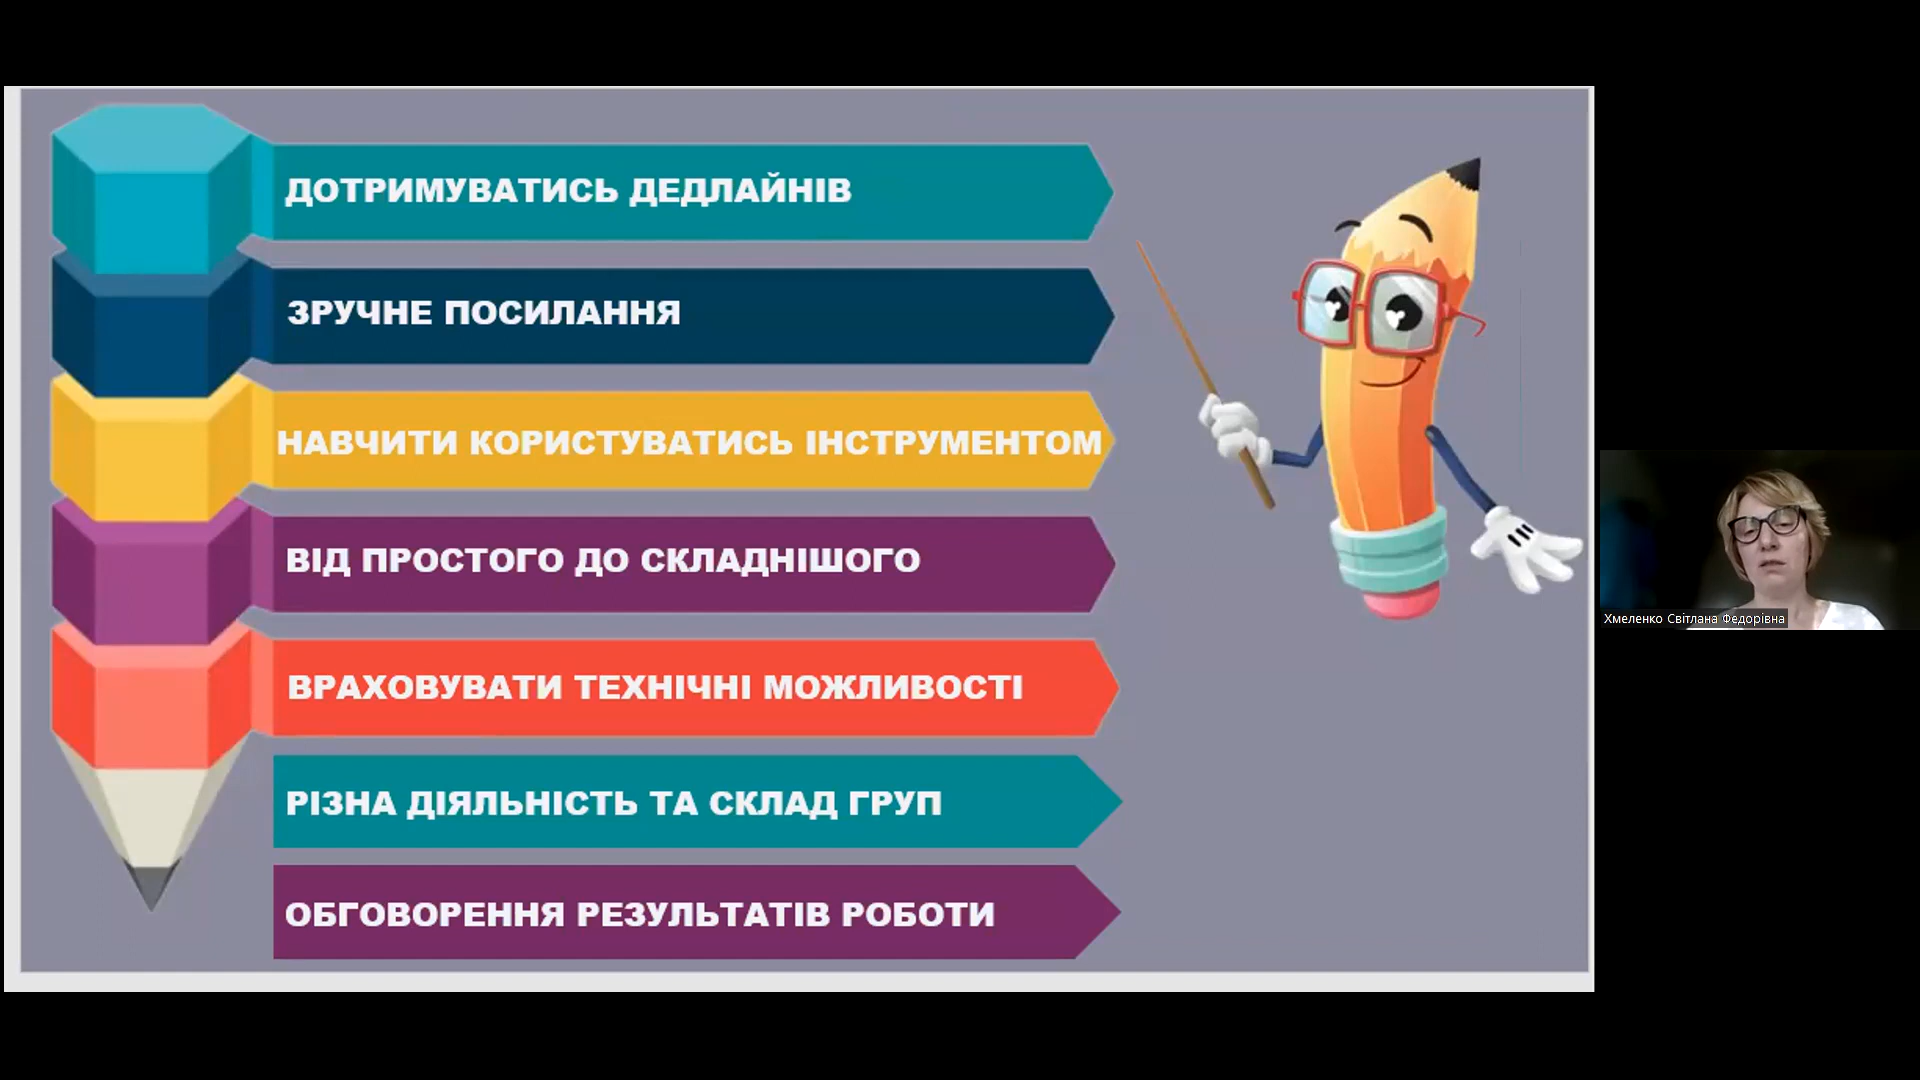 ДОТРИМУВАТИСЬ ДЕДЛАЙНІВ
ЗРУЧНЕ ПОСИЛАННЯ
НАВЧИТИ КОРИСТУВАТИСЬ ІНСТРУМЕНТОМ
ВІД ПРОСТОГО ДО СКЛАДНІШОГО
ВРАХОВУВАТИ ТЕХНІЧНІ МОЖЛИВОСТІ
РІЗНА ДІЯЛЬНІСТЬ ТА СКЛАД ГРУП
ОБГОВОРЕННЯ РЕЗУЛЬТАТІВ РОБОТИ
Хмеленко Світлана Федорівна